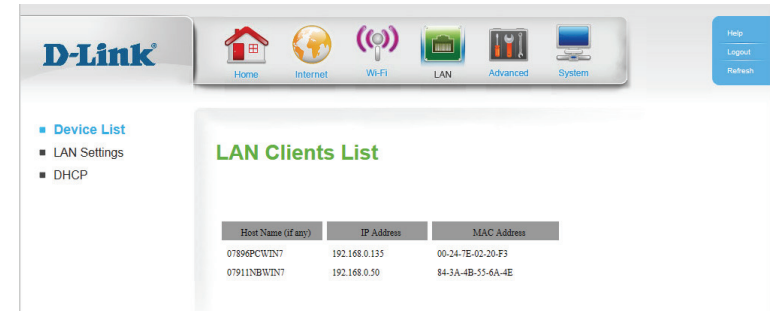 D-Link
Home Internet Wi-Fi LAN Advanced System
Help
Logout
Refresh
Device List
LAN Settings
DHCP
LAN Clients List
Host Name (if any) IP Address MAC Address
07896PCWIN7 192.168.0.135 00-24-7E-02-20-F3
07911NBWIN7 192.168.0.50 84-3A-4B-55-6A-4E